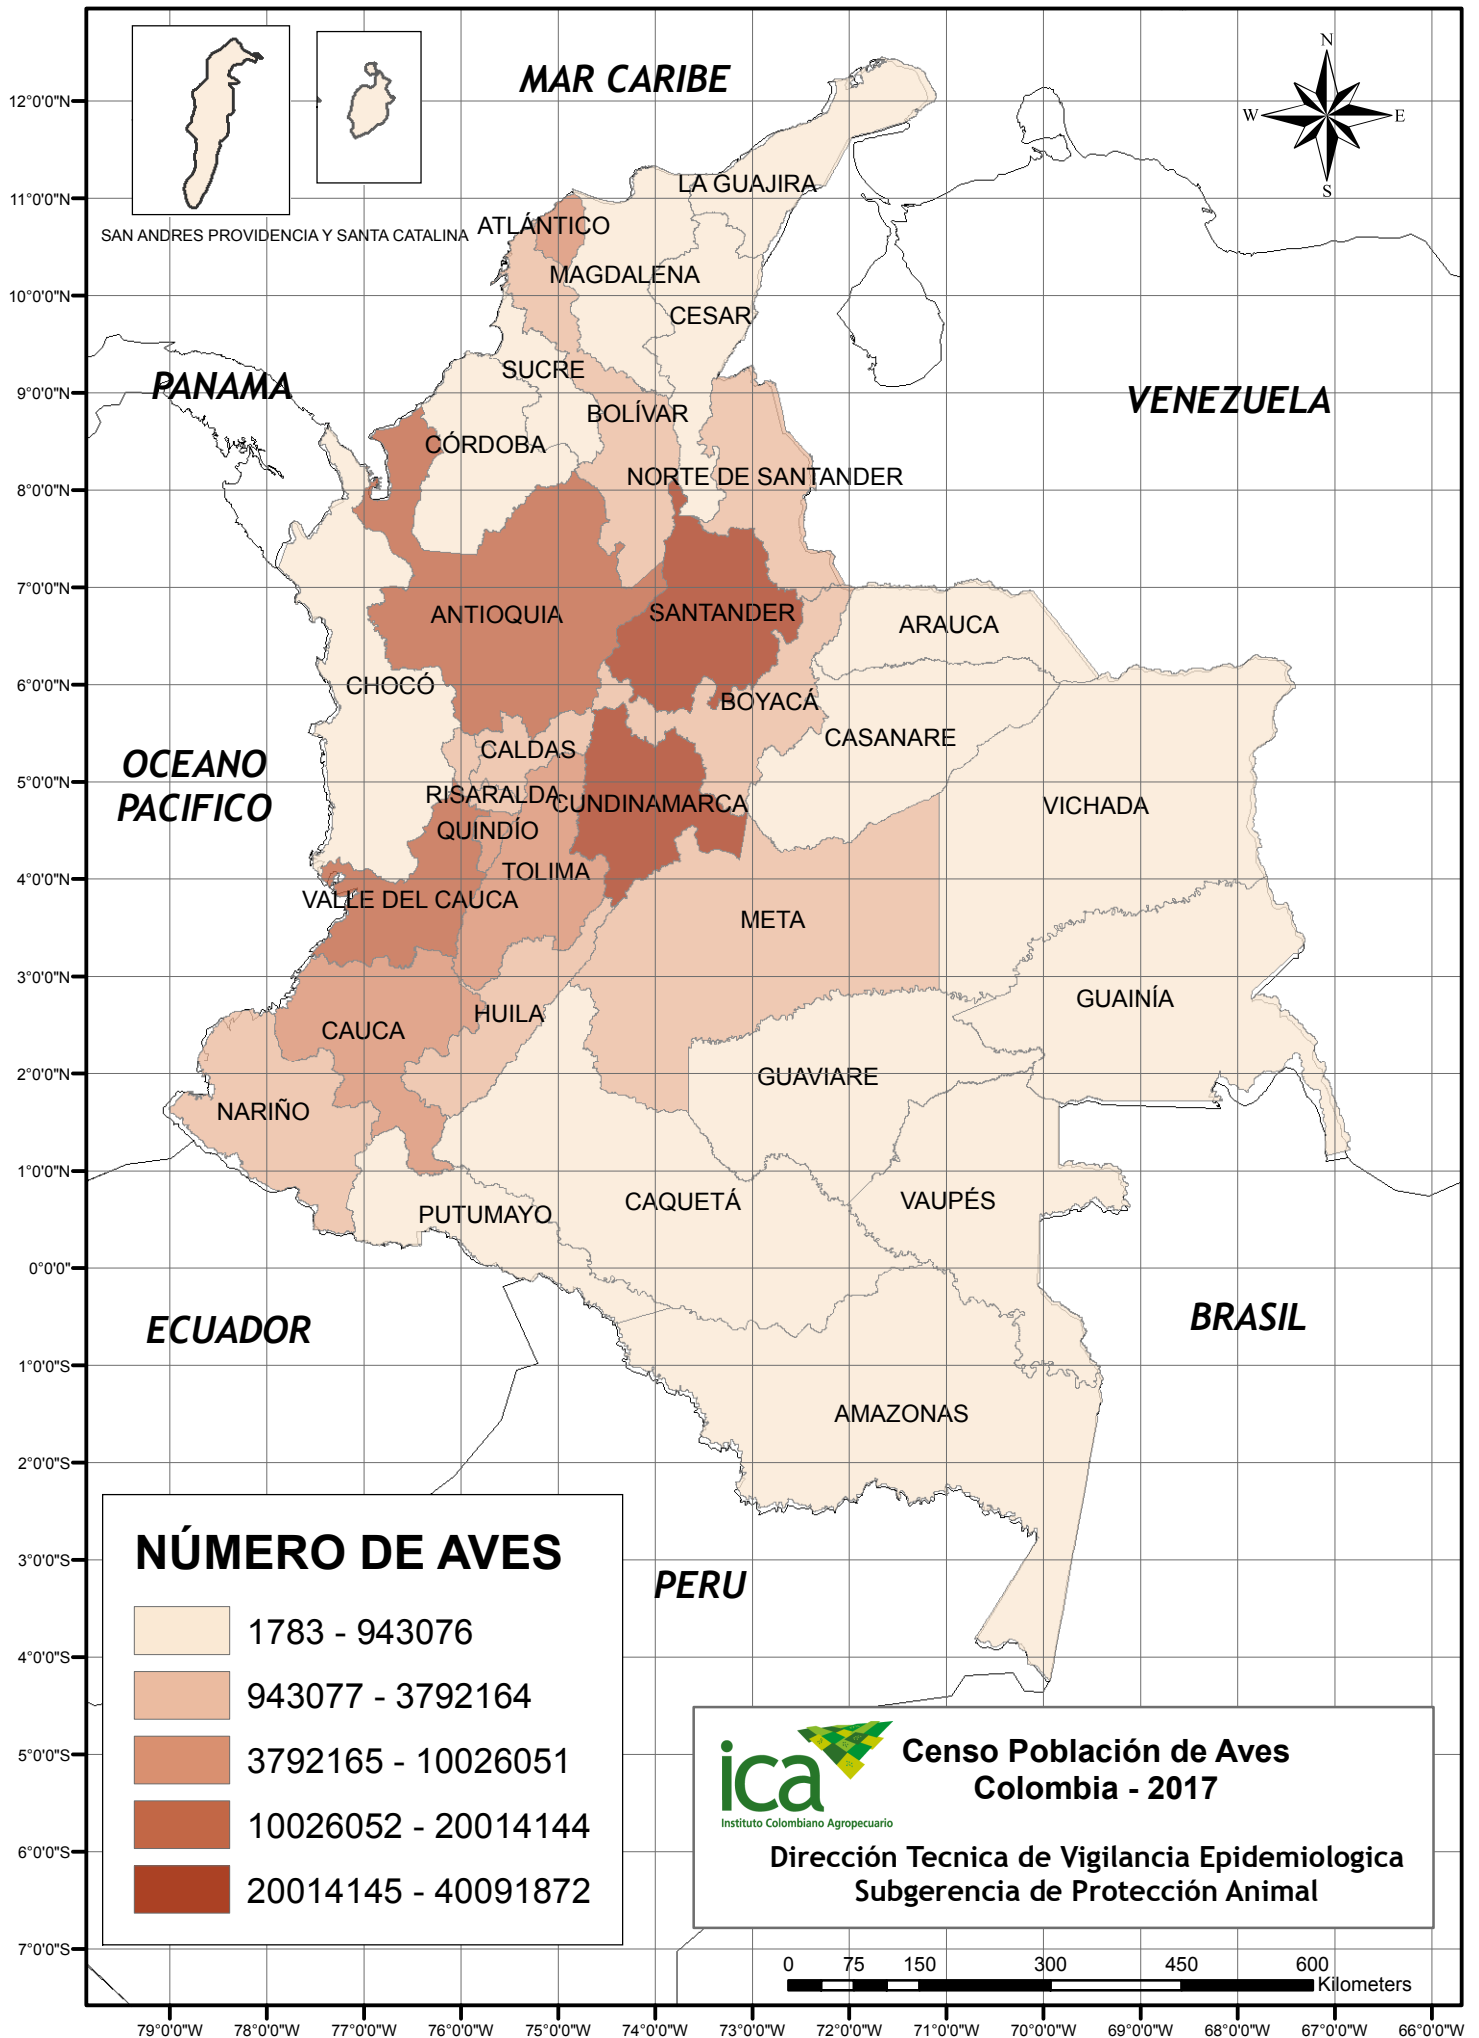 MAR CARIBE
N
W
E
S
12°0'0"N
11°0'0"N
10°0'0"N
9°0'0"N
8°0'0"N
7°0'0"N
6°0'0"N
5°0'0"N
4°0'0"N
3°0'0"N
2°0'0"N
1°0'0"N
0°0'0"
1°0'0"S
2°0'0"S
3°0'0"S
4°0'0"S
5°0'0"S
6°0'0"S
7°0'0"S
SAN ANDRES PROVIDENCIA Y SANTA CATALINA
LA GUAJIRA
ATLÁNTICO
MAGDALENA
CESAR
SUCRE
PANAMA
VENEZUELA
BOLÍVAR
CÓRDOBA
NORTE DE SANTANDER
ANTIOQUIA
SANTANDER
ARAUCA
CHOCÓ
BOYACÁ
CASANARE
CALDAS
OCEANO
PACIFICO
RISARALDA
CUNDINAMARCA
VICHADA
QUINDÍO
TOLIMA
VALLE DEL CAUCA
META
GUAINÍA
HUILA
CAUCA
GUAVIARE
NARIÑO
CAQUETÁ
VAUPÉS
PUTUMAYO
ECUADOR
BRASIL
AMAZONAS
PERU
NÚMERO DE AVES
1783 - 943076
943077 - 3792164
3792165 - 10026051
10026052 - 20014144
20014145 - 40091872
ica
Instituto Colombiano Agropecuario
Censo Población de Aves
Colombia - 2017
Dirección Tecnica de Vigilancia Epidemiologica
Subgerencia de Protección Animal
0 75 150 300 450 600
Kilometers
79°0'0"W 78°0'0"W 77°0'0"W 76°0'0"W 75°0'0"W 74°0'0"W 73°0'0"W 72°0'0"W 71°0'0"W 70°0'0"W 69°0'0"W 68°0'0"W 67°0'0"W 66°0'0"W